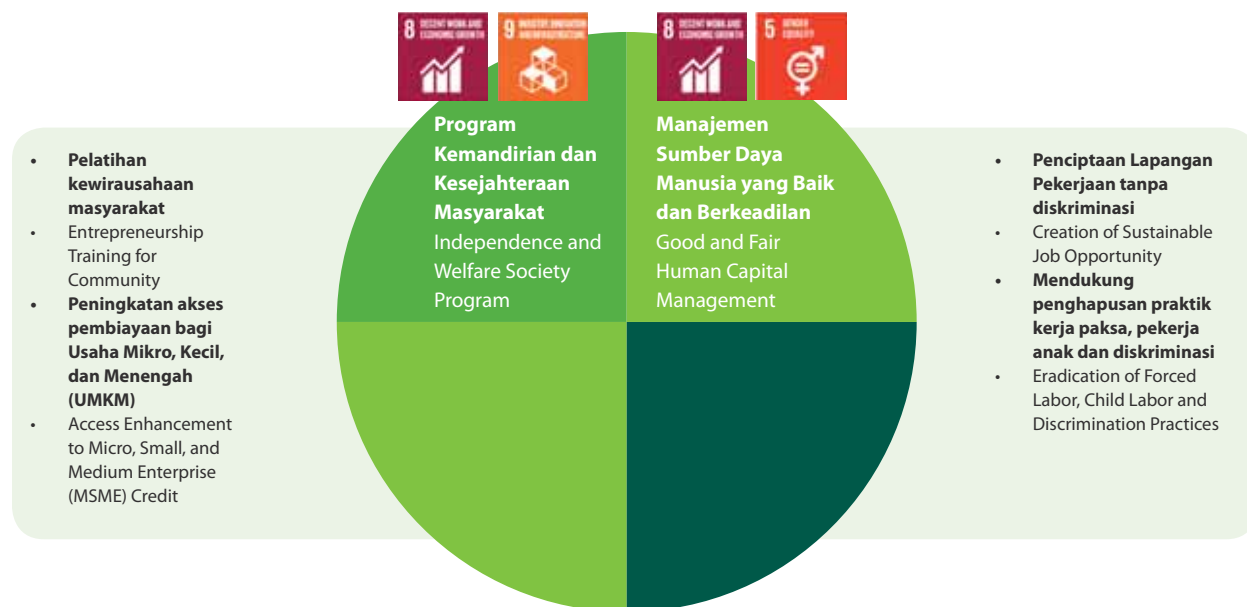 8 DECENT WORK AND
ECONOMIC GROWTH
9 INDUSTRY, INNOVATION
AND INFRASTRUCTURE
8 DECENT WORK AND
ECONOMIC GROWTH
5 GENDER
EQUALITY
Program
Kemandirian dan
Kesejahteraan
Masyarakat
Independence and
Welfare Society
Program
Manajemen
Sumber Daya
Manusia yang Baik
dan Berkeadilan
Good and Fair
Human Capital
Management
• Pelatihan
kewirausahaan
masyarakat
• Entrepreneurship
Training for
Community
• Peningkatan akses
pembiayaan bagi
Usaha Mikro, Kecil,
dan Menengah
(UMKM)
• Access Enhancement
to Micro, Small, and
Medium Enterprise
(MSME) Credit
• Penciptaan Lapangan
Pekerjaan tanpa
diskriminasi
• Creation of Sustainable
Job Opportunity
• Mendukung
penghapusan praktik
kerja paksa, pekerja
anak dan diskriminasi
• Eradication of Forced
Labor, Child Labor and
Discrimination Practices